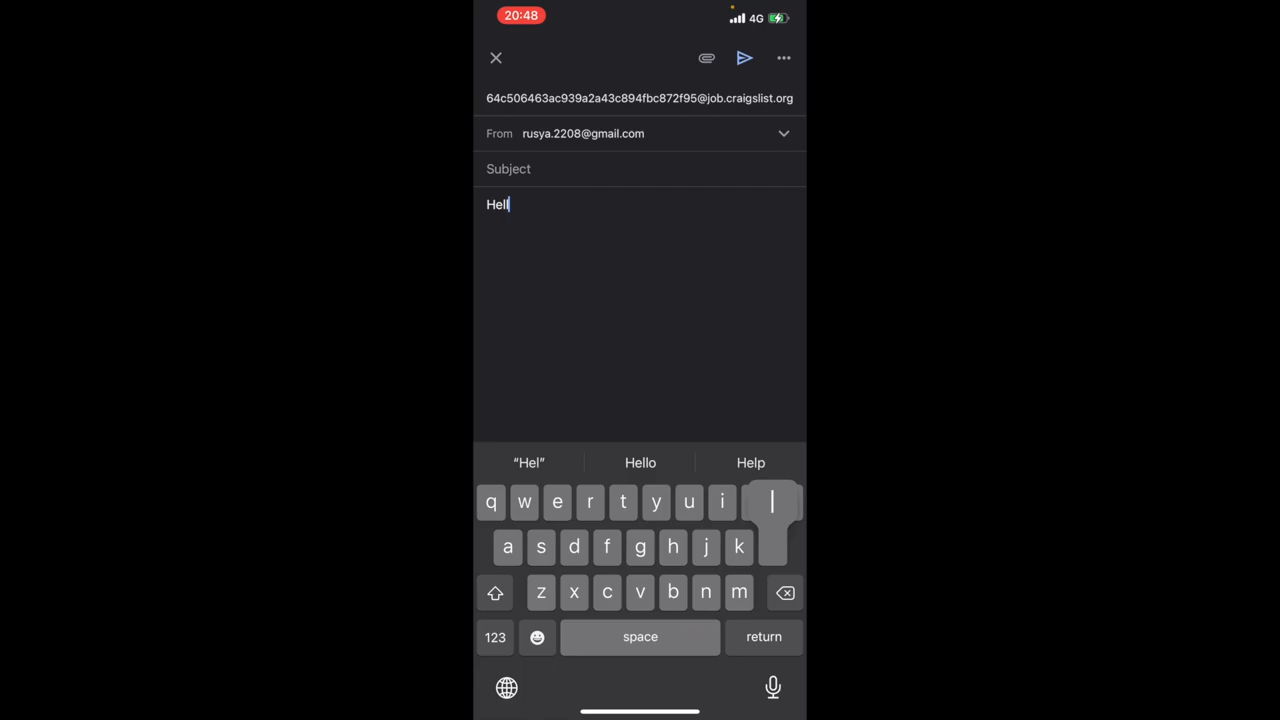 20:48
4G
64c506463ac939a2a43c894fbc872f95@job.craigslist.org
From rusya.2208@gmail.com
Subject
Hell
“Hel” Hello Help
q w e r t y u i l
a s d f g h j k
z x c v b n m
123 space return